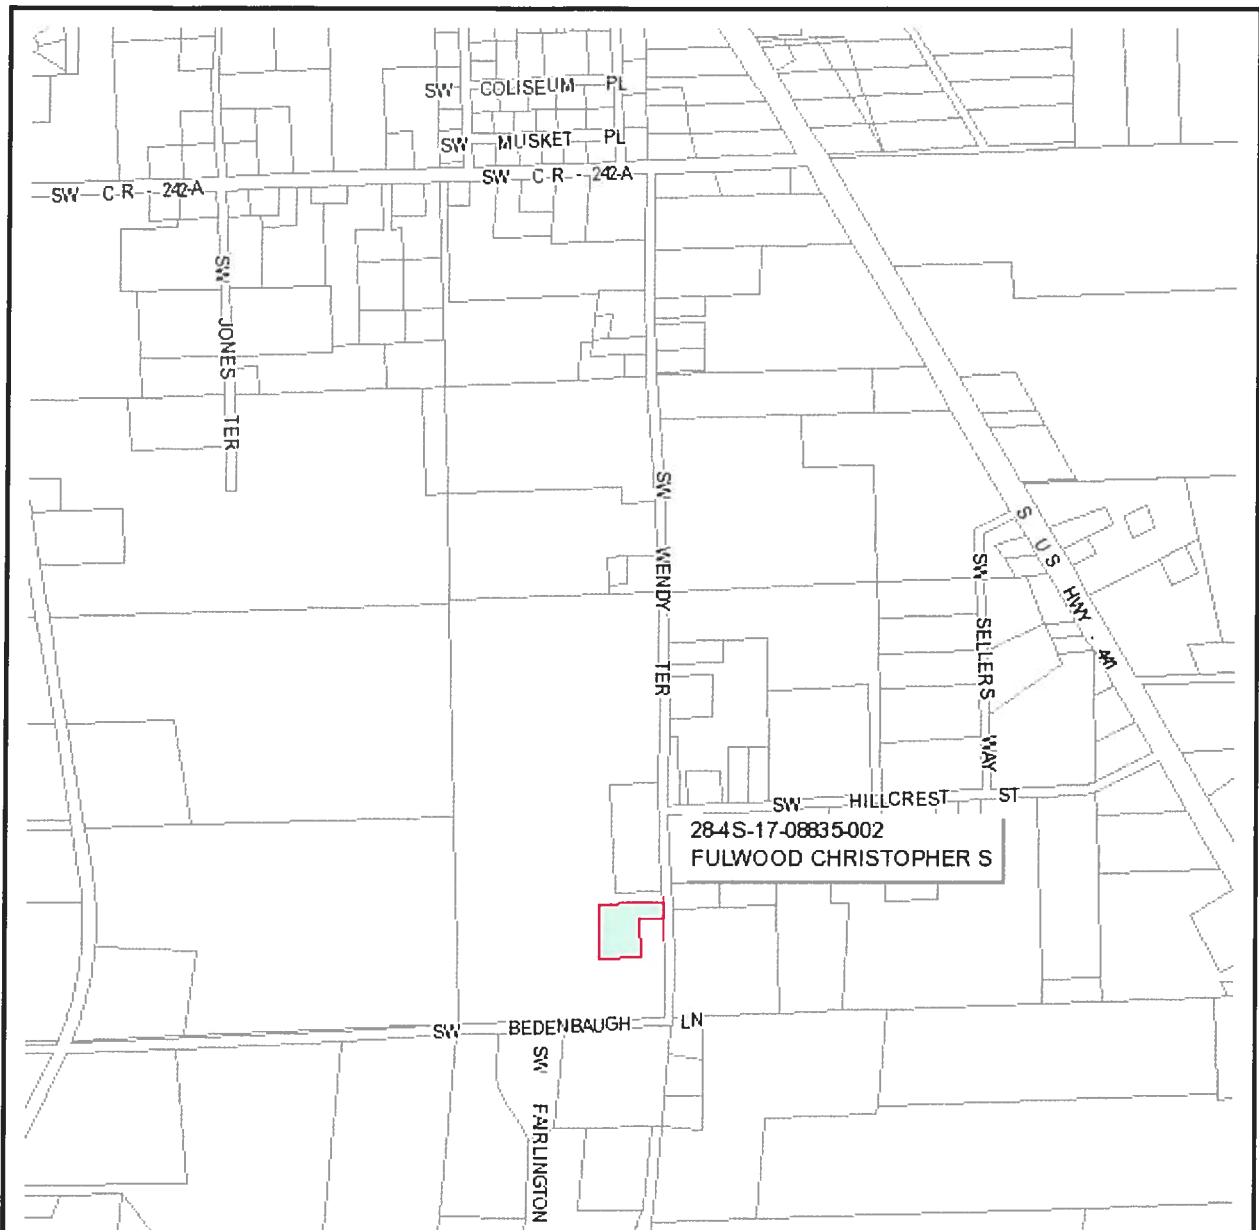 SW COLISEUM PL
SW MUSKET PL
SW C-R - 242-A
SW C-R - 242-A
SW JONES TER
SW WENDY TER
S US HWY - 441
SW SELLERS WAY
SW HILLCREST ST
28-4S-17-08835-002
FULWOOD CHRISTOPHER S
SW BEDENBAUGH LN
SW FAIRLINGTON